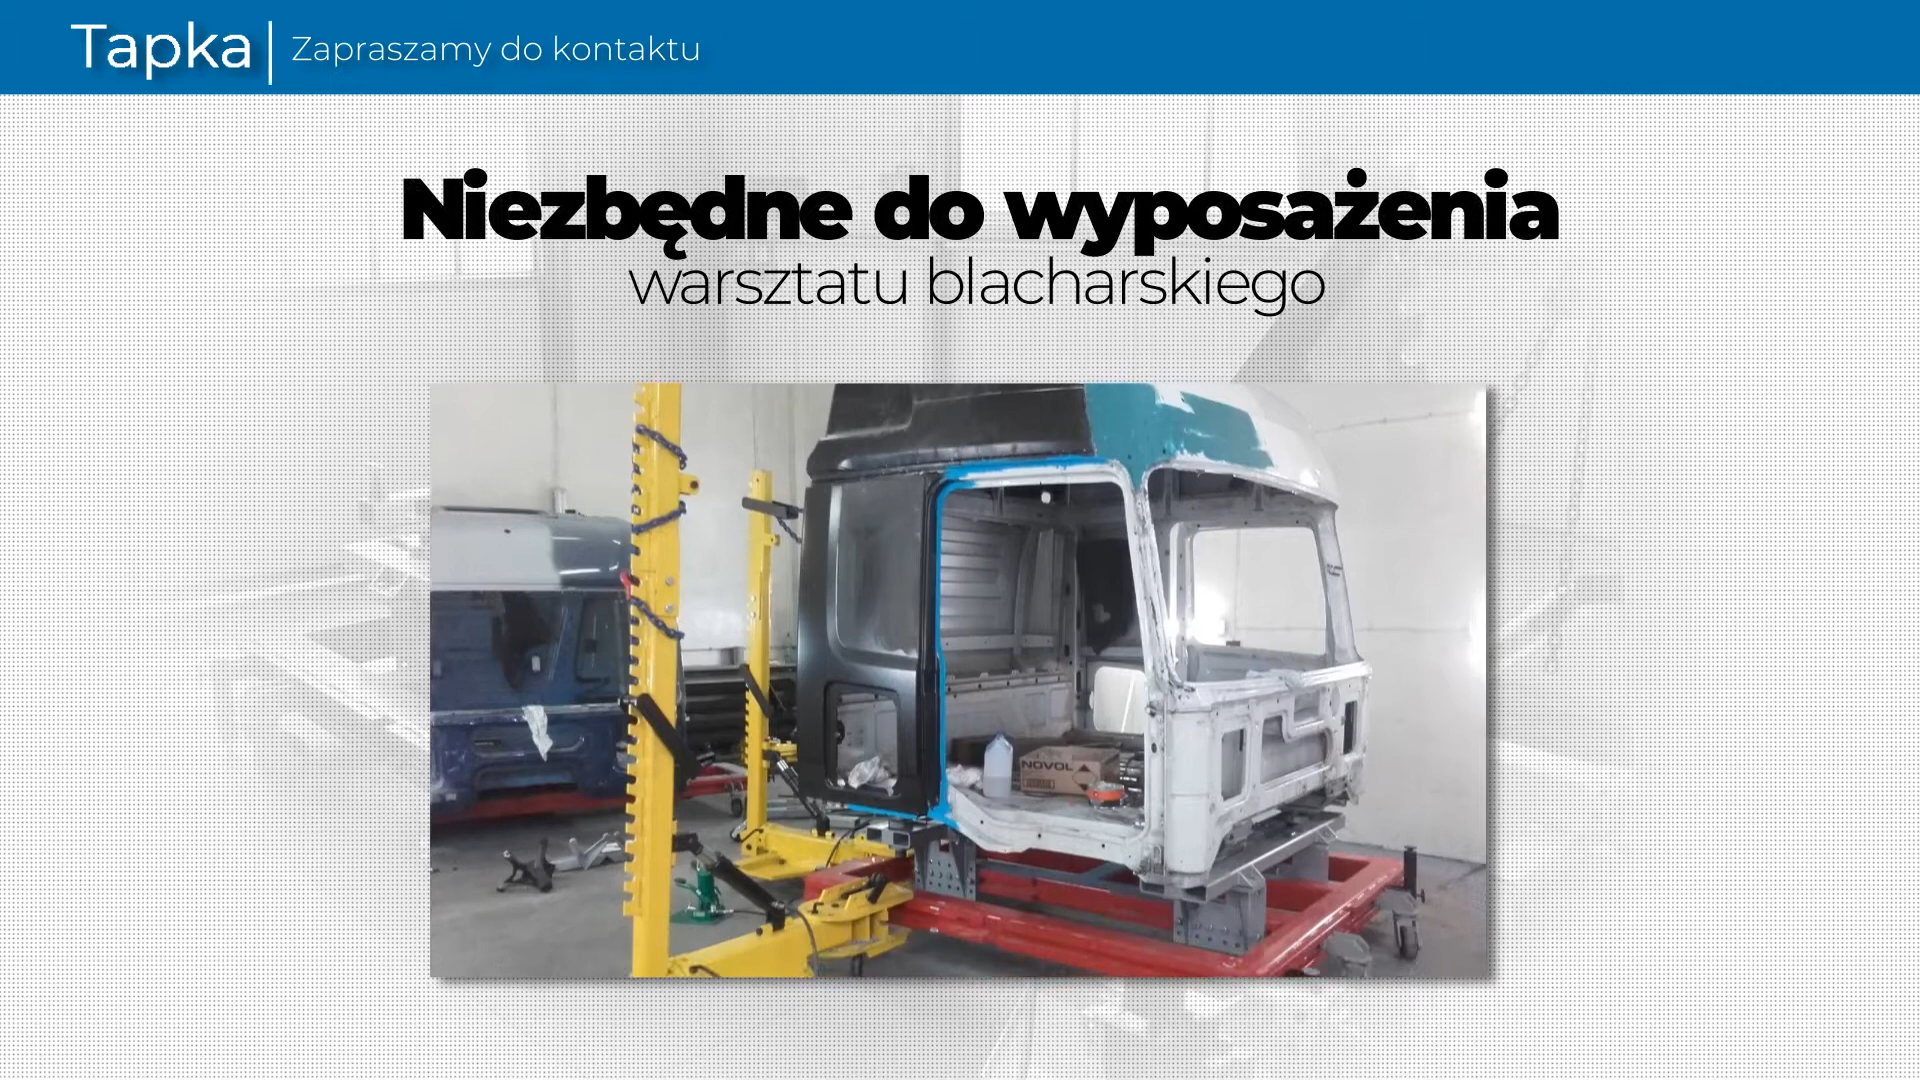 Tapka
Zapraszamy do kontaktu
Niezbędne do wyposażenia
warsztatu blacharskiego
NOVOL